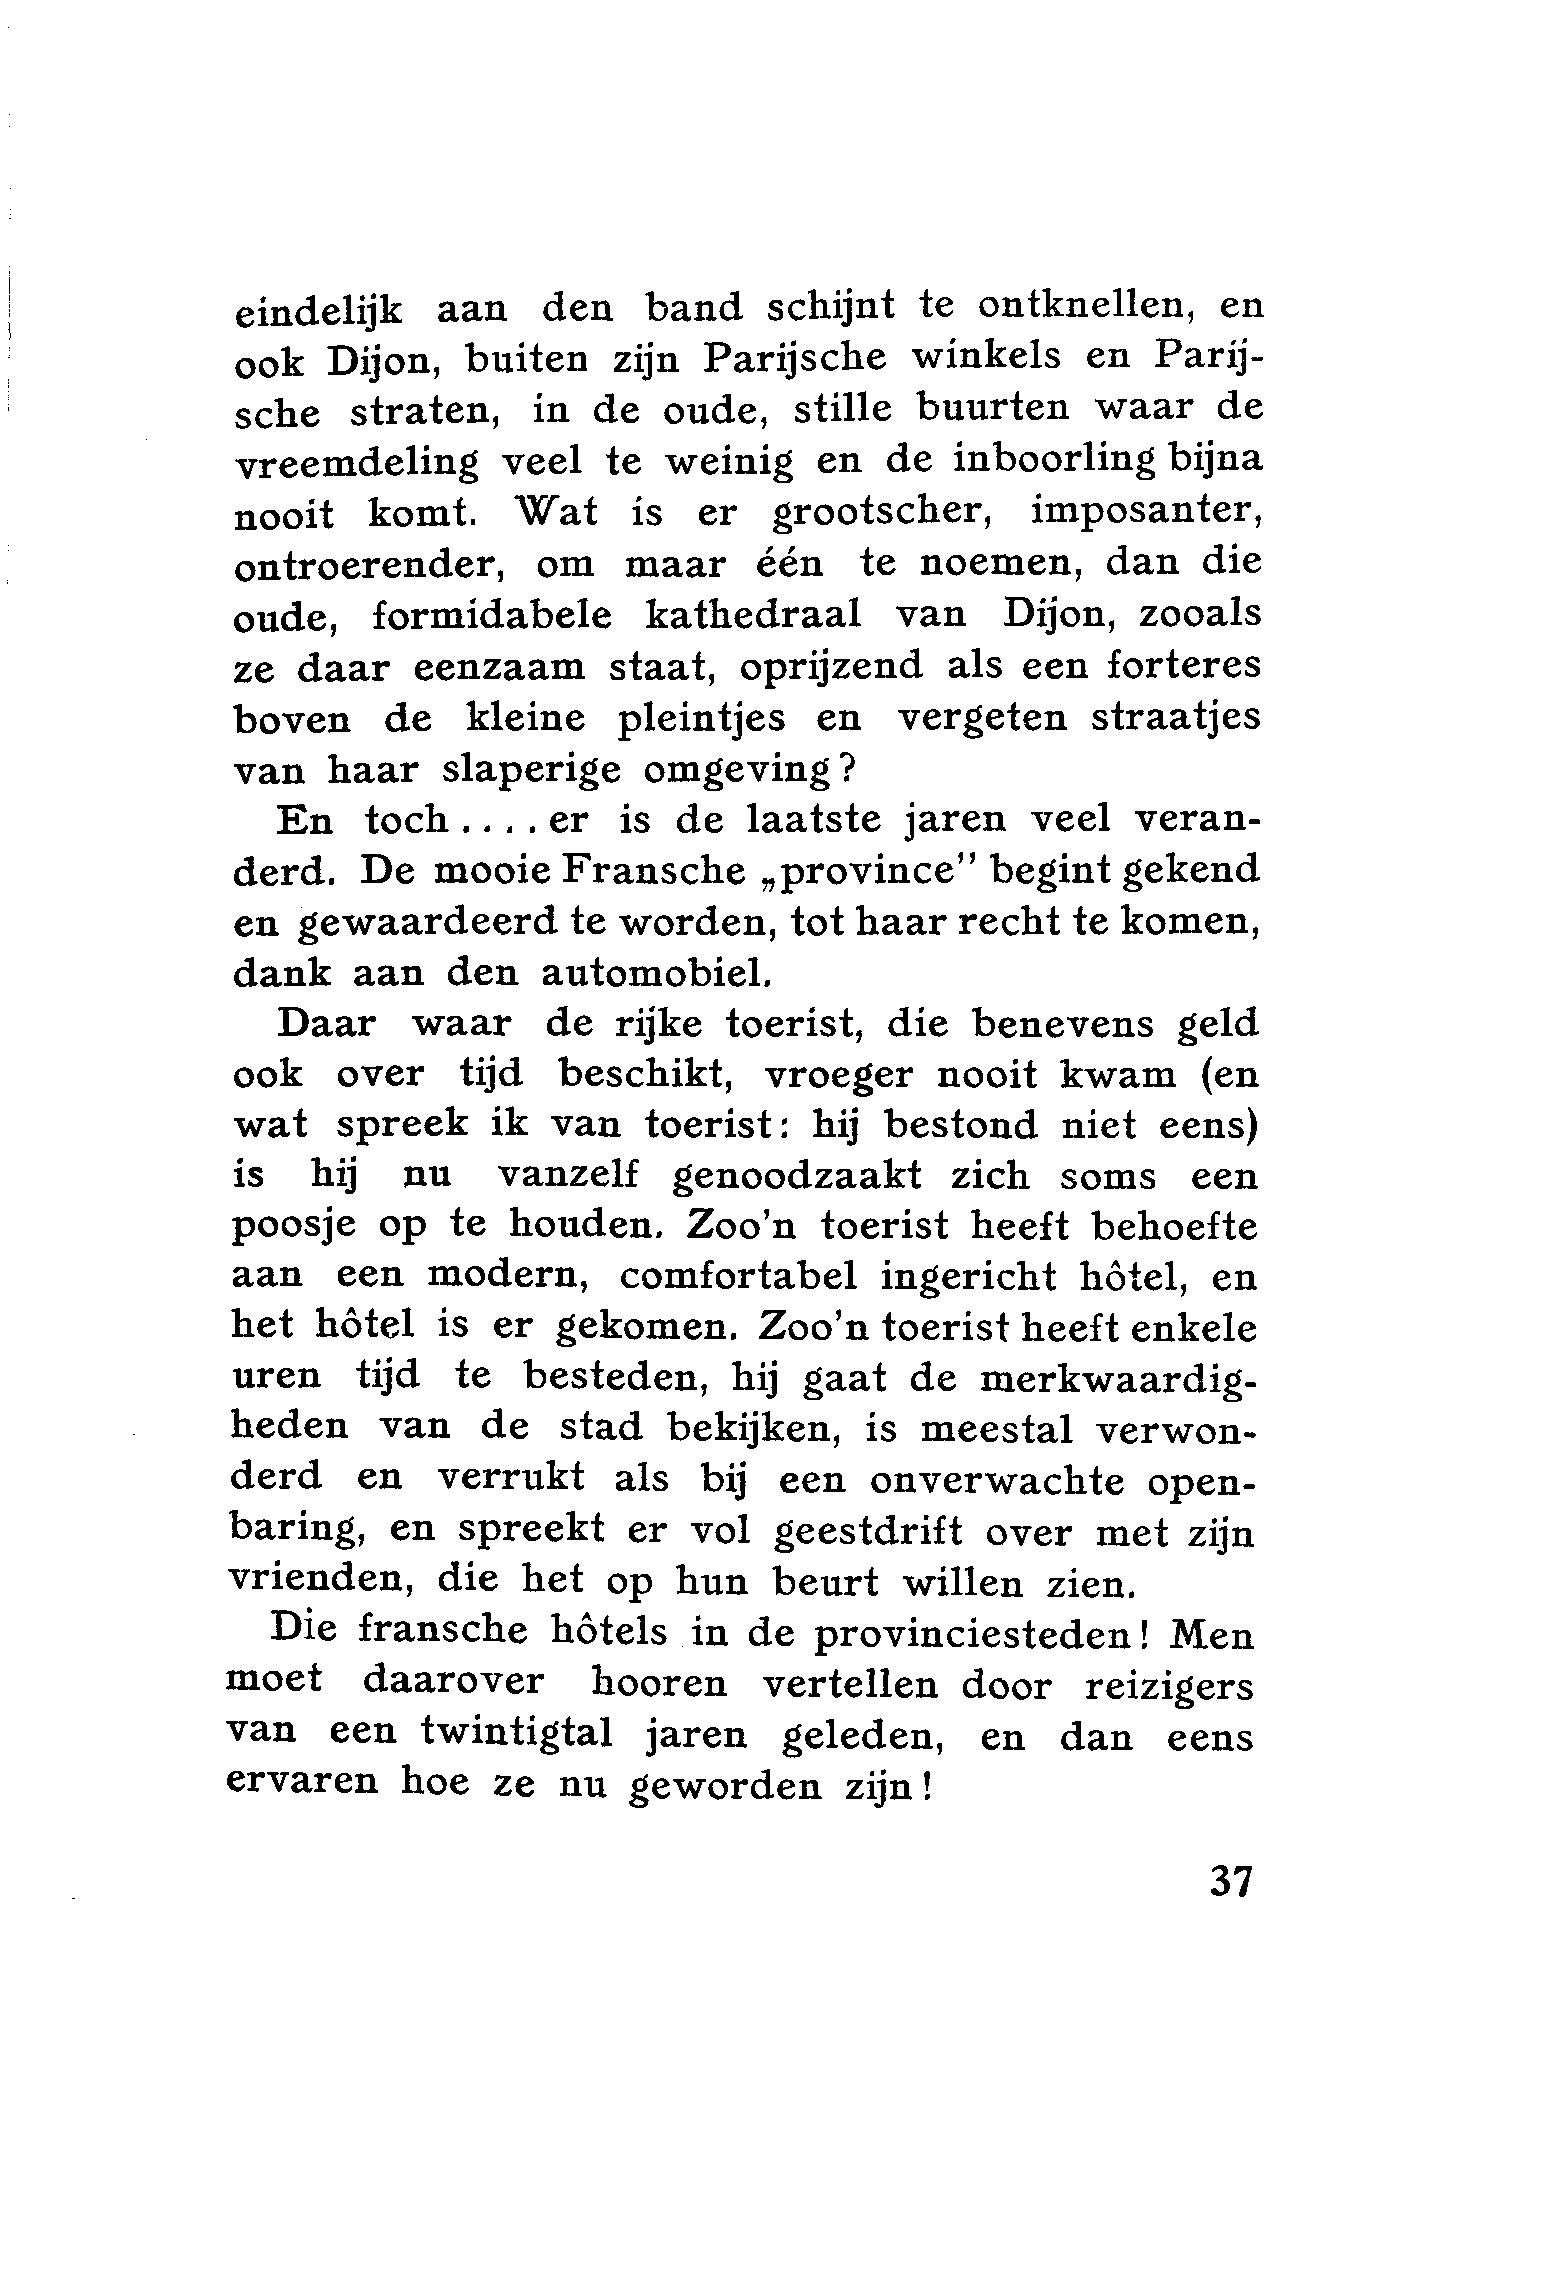 eindelijk aan den band schijnt te ontknellen, en
ook Dijon, buiten zijn Parijsche winkels en Parij-
sche straten, in de oude, stille buurten waar de
vreemdeling veel te weinig en de inboorling bijna
nooit komt. Wat is er grootscher, imposanter,
ontroerender, om maar één te noemen, dan die
oude, formidabele kathedraal van Dijon, zooals
ze daar eenzaam staat, oprijzend als een forteres
boven de kleine pleintjes en vergeten straatjes
van haar slaperige omgeving?
En toch.... er is de laatste jaren veel veran-
derd. De mooie Fransche „province” begint gekend
en gewaardeerd te worden, tot haar recht te komen,
dank aan den automobiel.
Daar waar de rijke toerist, die benevens geld
ook over tijd beschikt, vroeger nooit kwam (en
wat spreek ik van toerist: hij bestond niet eens)
is hij nu vanzelf genoodzaakt zich soms een
poosje op te houden. Zoo'n toerist heeft behoefte
aan een modern, comfortabel ingericht hôtel, en
het hôtel is er gekomen. Zoo'n toerist heeft enkele
uren tijd te besteden, hij gaat de merkwaardig-
heden van de stad bekijken, is meestal verwon-
derd en verrukt als bij een onverwachte open-
baring, en spreekt er vol geestdrift over met zijn
vrienden, die het op hun beurt willen zien.
Die fransche hôtels in de provinciesteden! Men
moet daarover hooren vertellen door reizigers
van een twintigtal jaren geleden, en dan eens
ervaren hoe ze nu geworden zijn!
37